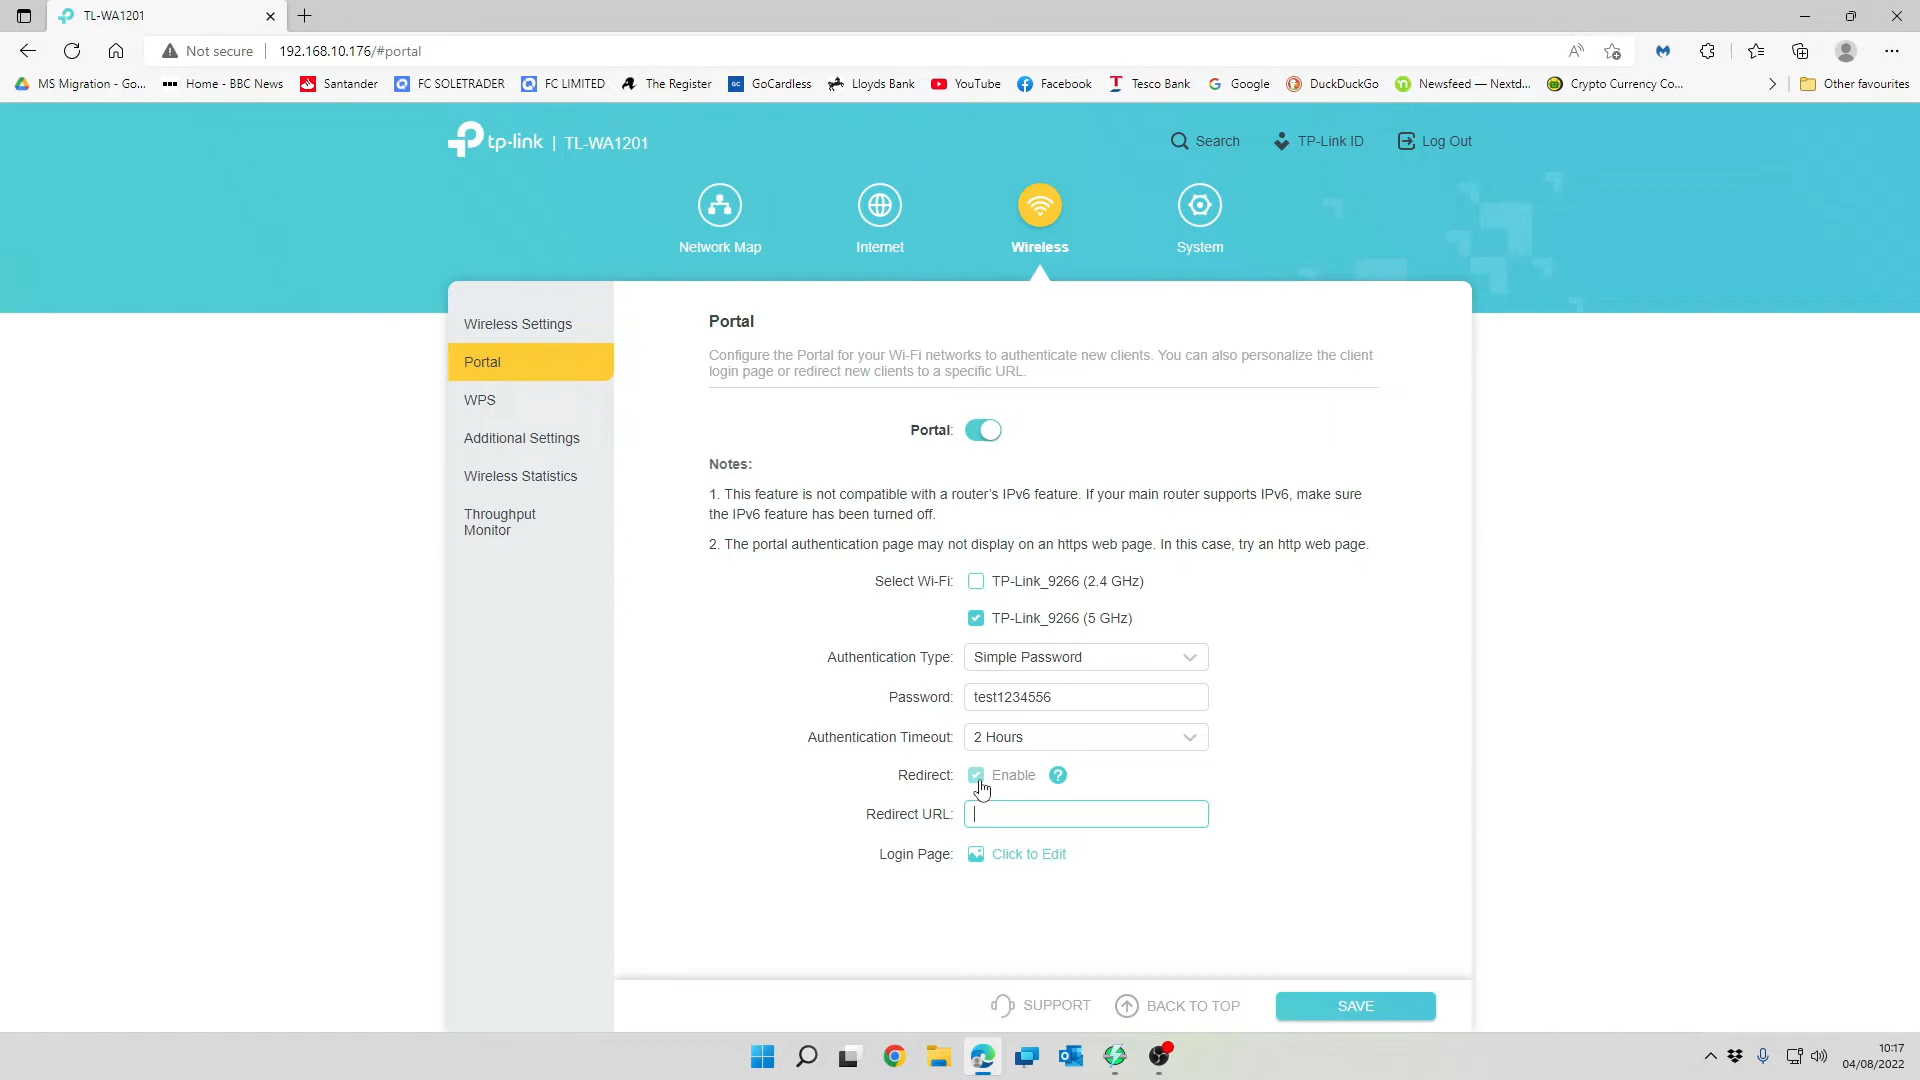 TL-WA1201
Not secure
192.168.10.176/#portal
MS Migration - Go...
Home - BBC News
Santander
FC SOLETRADER
FC LIMITED
The Register
GoCardless
Lloyds Bank
YouTube
Facebook
Tesco Bank
Google
DuckDuckGo
Newsfeed — Nextd...
Crypto Currency Co...
Other favourites
tp-link | TL-WA1201
Search
TP-Link ID
Log Out
Network Map
Internet
Wireless
System
Wireless Settings
Portal
WPS
Additional Settings
Wireless Statistics
Throughput
Monitor
Portal
Configure the Portal for your Wi-Fi networks to authenticate new clients. You can also personalize the client
login page or redirect new clients to a specific URL.
Portal:
Notes:
1. This feature is not compatible with a router's IPv6 feature. If your main router supports IPv6, make sure
the IPv6 feature has been turned off.
2. The portal authentication page may not display on an https web page. In this case, try an http web page.
Select Wi-Fi: TP-Link_9266 (2.4 GHz)
TP-Link_9266 (5 GHz)
Authentication Type: Simple Password
Password: test1234556
Authentication Timeout: 2 Hours
Redirect: Enable ?
Redirect URL:
Login Page: Click to Edit
SUPPORT
BACK TO TOP
SAVE
10:17
04/08/2022